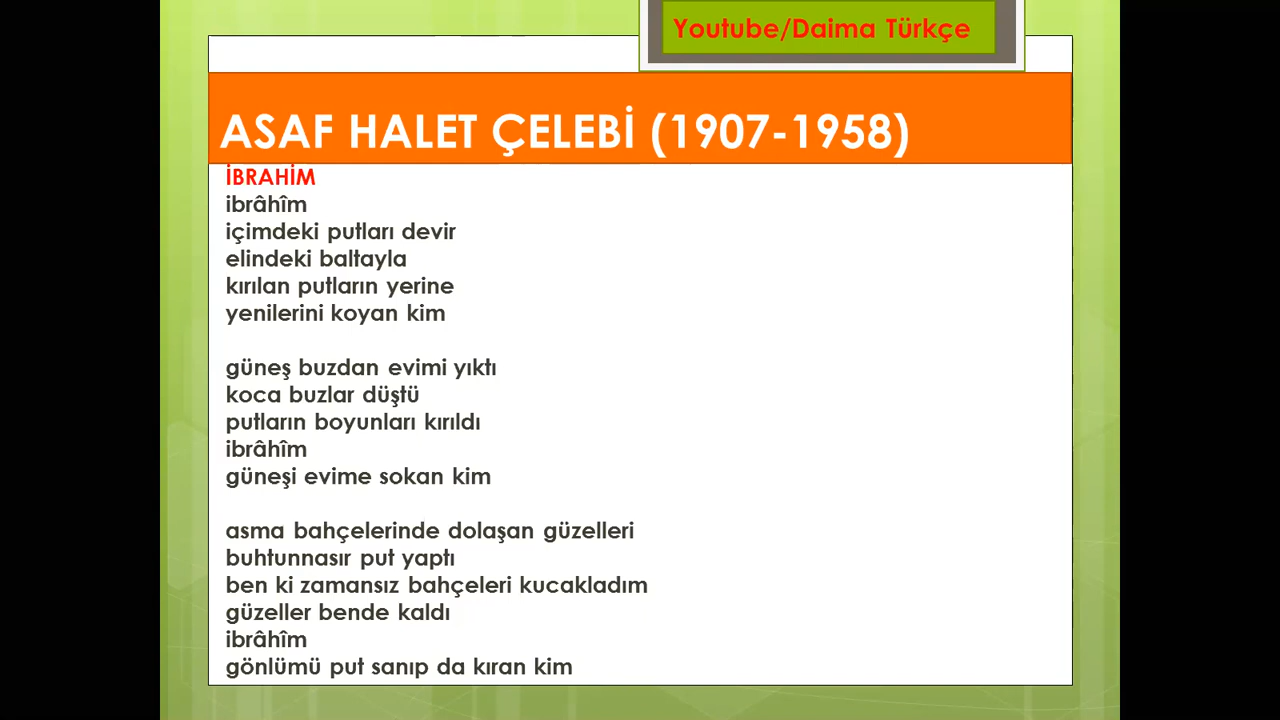 Youtube/Daima Türkçe
ASAF HALET ÇELEBİ (1907-1958)
İBRAHİM
ibrâhîm
içimdeki putları devir
elindeki baltayla
kırılan putların yerine
yenilerini koyan kim
güneş buzdan evimi yıktı
koca buzlar düştü
putların boyunları kırıldı
ibrâhîm
güneşi evime sokan kim
asma bahçelerinde dolaşan güzelleri
buhtunnasır put yaptı
ben ki zamansız bahçeleri kucakladım
güzeller bende kaldı
ibrâhîm
gönlümü put sanıp da kıran kim